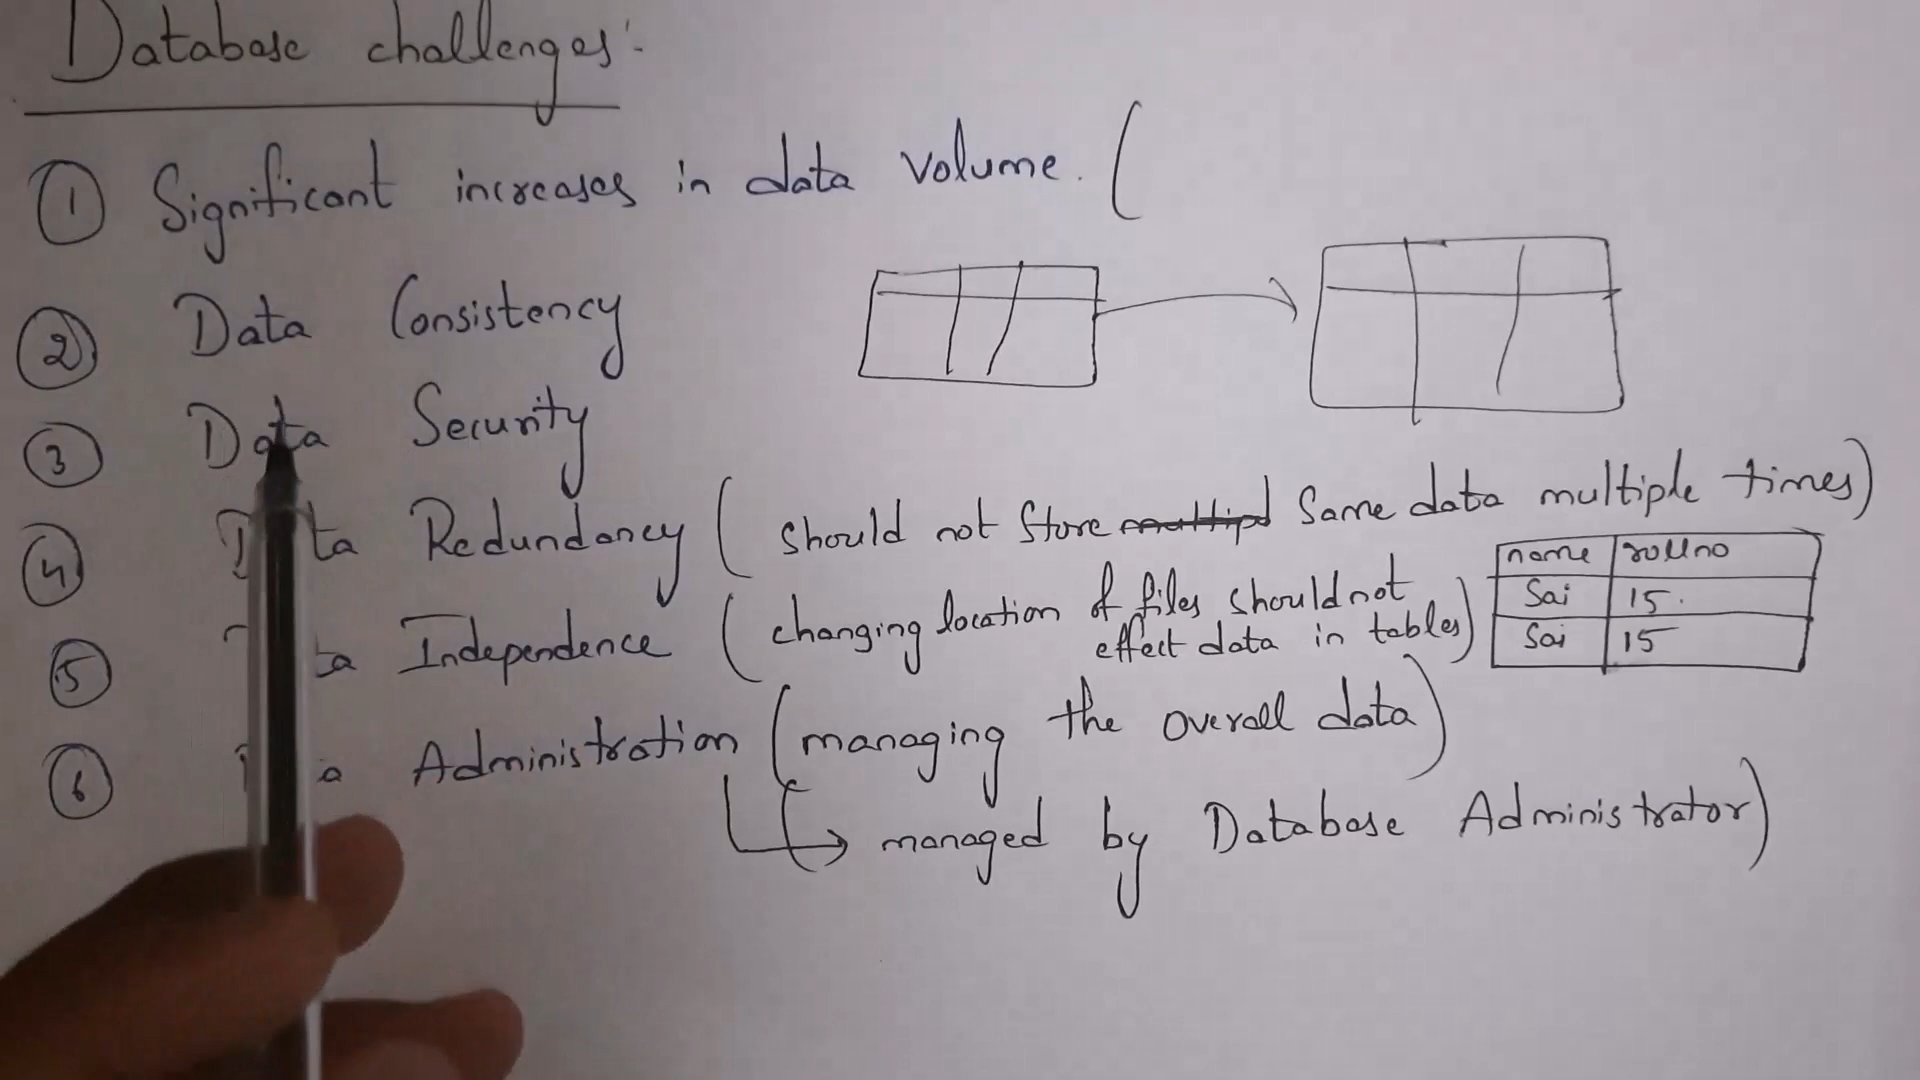 Database challenges:-
① Significant increases in data volume. (
② Data Consistency
③ Data Security
④ ta Redundancy ( should not store same data multiple times)
⑤ ta Independence ( changing location of files should not
effect data in tables)
name rollno
Sai 15.
Sai 15
⑥ a Administration (managing the overall data)
( → managed by Database Administrator)